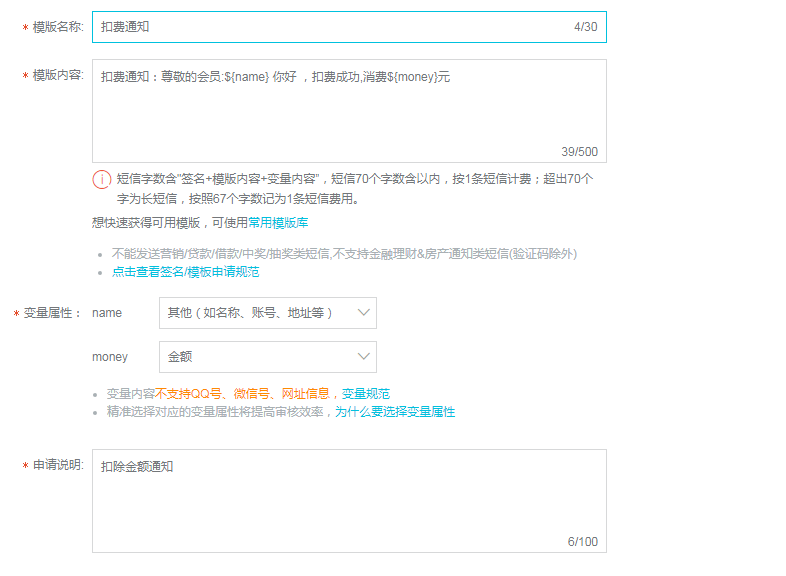 * 模版名称: 扣费通知 4/30
* 模版内容: 扣费通知：尊敬的会员:${name} 你好 ，扣费成功,消费${money}元
39/500
短信字数含"签名+模版内容+变量内容"，短信70个字数含以内，按1条短信计费；超出70个
字为长短信，按照67个字数记为1条短信费用。
想快速获得可用模版，可使用常用模版库
不能发送营销/贷款/借款/中奖/抽奖类短信,不支持金融理财&房产通知类短信(验证码除外)
点击查看签名/模板申请规范
* 变量属性： name 其他（如名称、账号、地址等）
money 金额
变量内容不支持QQ号、微信号、网址信息，变量规范
精准选择对应的变量属性将提高审核效率，为什么要选择变量属性
* 申请说明: 扣除金额通知
6/100